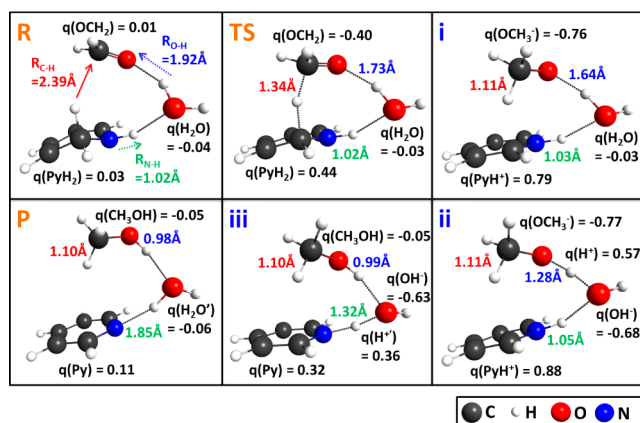 R
q(OCH₂) = 0.01
R_C-H
=2.39Å
R_O-H
=1.92Å
q(H₂O)
= -0.04
R_N-H
=1.02Å
q(PyH₂) = 0.03
TS
q(OCH₂) = -0.40
1.34Å
1.73Å
q(H₂O)
= -0.03
1.02Å
q(PyH₂) = 0.44
i
q(OCH₃⁻) = -0.76
1.11Å
1.64Å
q(H₂O)
= -0.03
1.03Å
q(PyH⁺) = 0.79
P
q(CH₃OH) = -0.05
1.10Å
0.98Å
q(H₂O')
= -0.06
1.85Å
q(Py) = 0.11
iii
q(CH₃OH) = -0.05
1.10Å
0.99Å
q(OH⁻)
= -0.63
1.32Å
q(H⁺')
= 0.36
q(Py) = 0.32
ii
q(OCH₃⁻) = -0.77
q(H⁺) = 0.57
1.11Å
1.28Å
q(OH⁻)
= -0.68
1.05Å
q(PyH⁺) = 0.88
C H O N